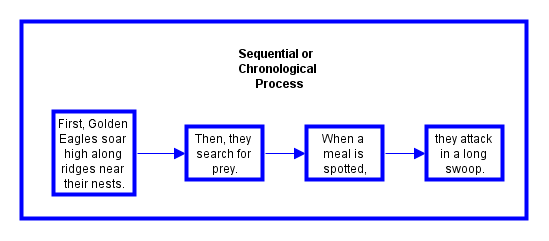 Sequential or
Chronological
Process
First, Golden
Eagles soar
high along
ridges near
their nests.
Then, they
search for
prey.
When a
meal is
spotted,
they attack
in a long
swoop.